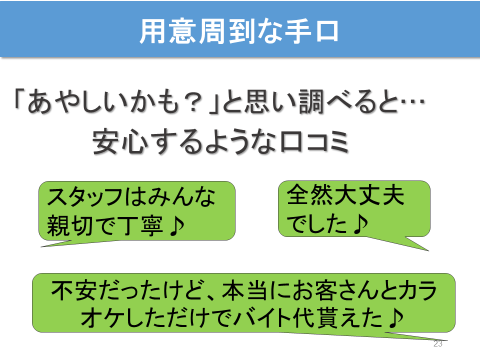 用意周到な手口
「あやしいかも？」と思い調べると…
安心するような口コミ
スタッフはみんな
親切で丁寧♪
全然大丈夫
でした♪
不安だったけど、本当にお客さんとカラ
オケしただけでバイト代貰えた♪
23